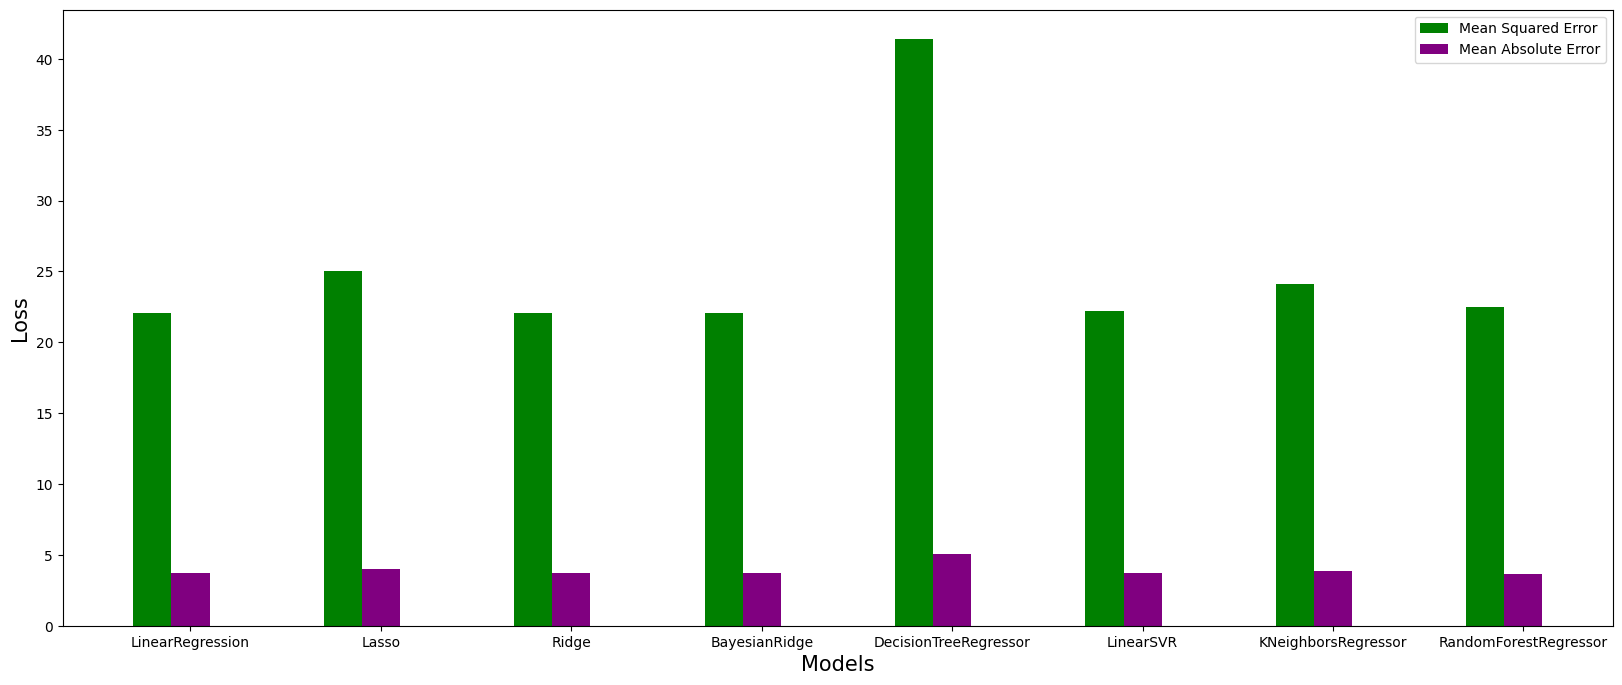 Mean Squared Error
Mean Absolute Error
40
35
30
25
20
15
10
5
0
Loss
LinearRegression
Lasso
Ridge
BayesianRidge
DecisionTreeRegressor
LinearSVR
KNeighborsRegressor
RandomForestRegressor
Models